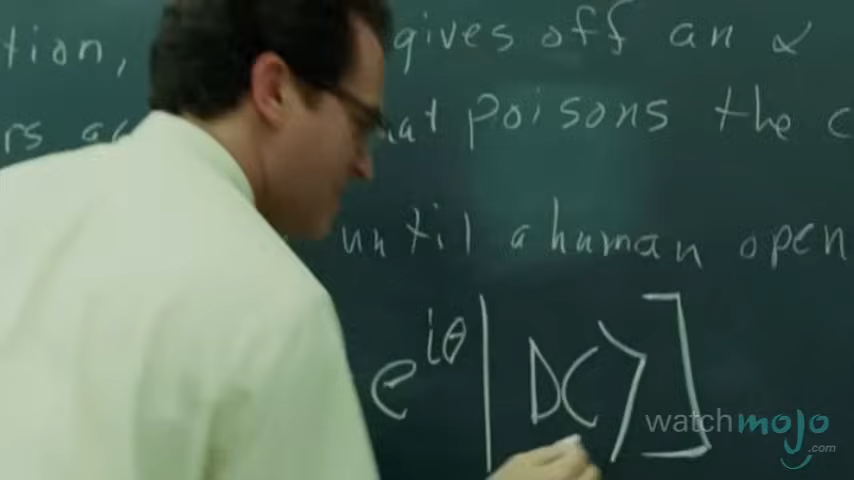 tion, gives off an α
poisons the
until a human open
e^{iθ}|DC⟩]
watchmojo
.com